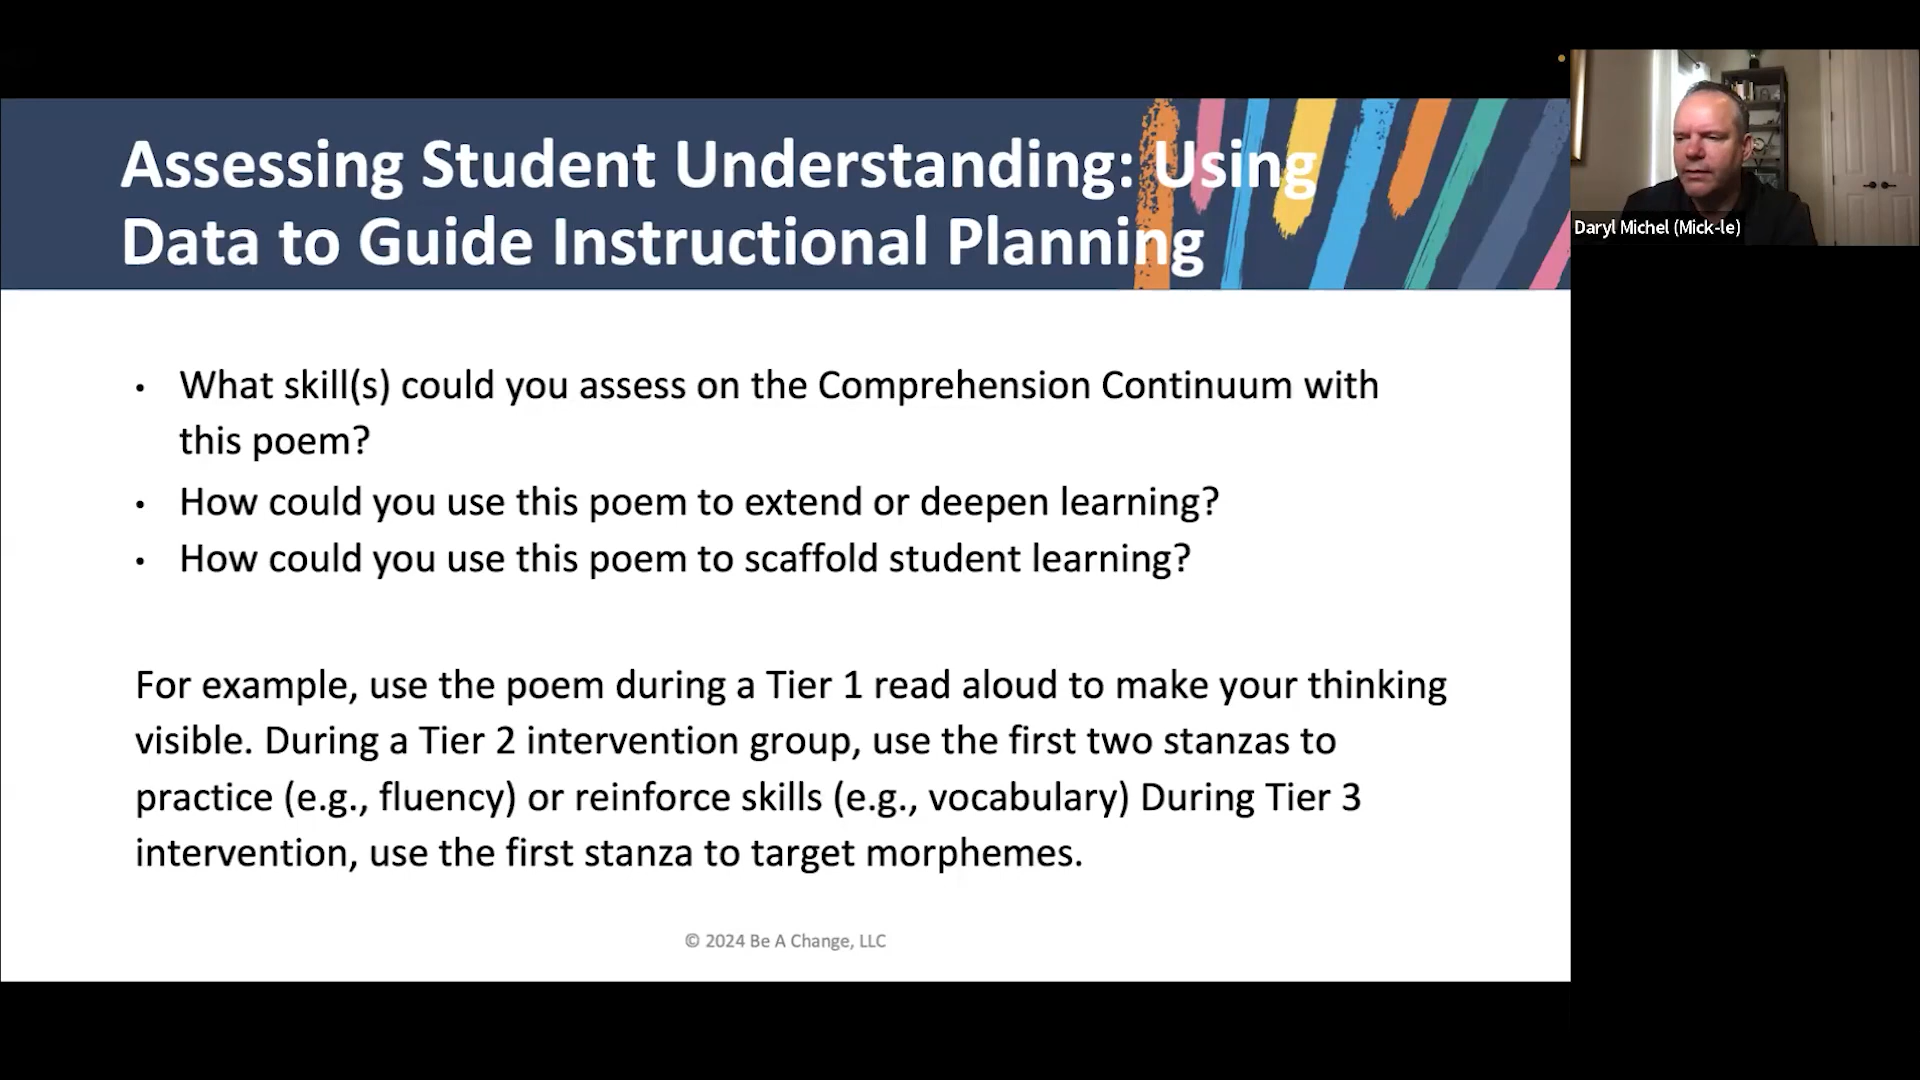 Assessing Student Understanding: Using
Data to Guide Instructional Planning
Daryl Michel (Mick-le)
• What skill(s) could you assess on the Comprehension Continuum with
this poem?
• How could you use this poem to extend or deepen learning?
• How could you use this poem to scaffold student learning?
For example, use the poem during a Tier 1 read aloud to make your thinking
visible. During a Tier 2 intervention group, use the first two stanzas to
practice (e.g., fluency) or reinforce skills (e.g., vocabulary) During Tier 3
intervention, use the first stanza to target morphemes.
© 2024 Be A Change, LLC